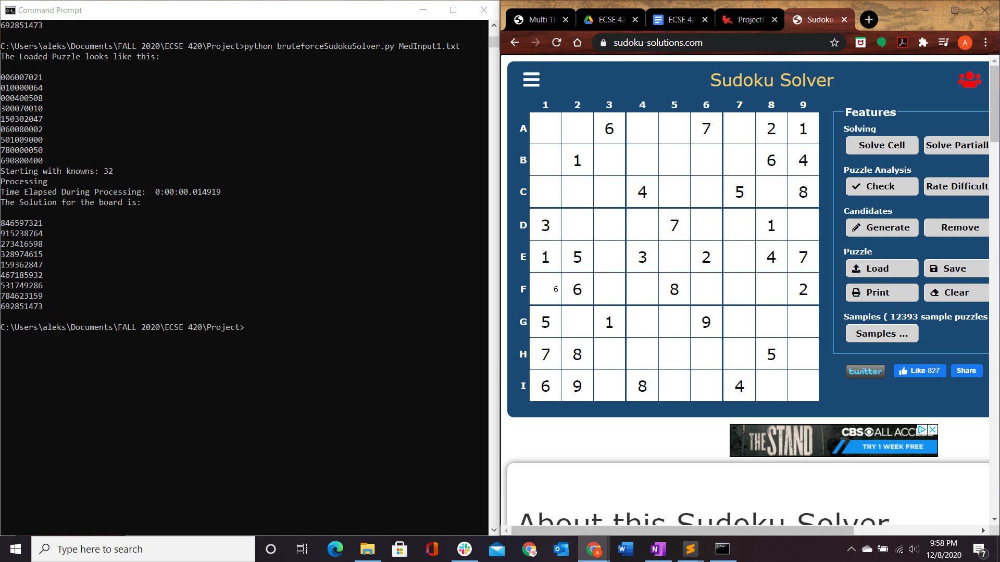 Command Prompt
692851473
C:\Users\aleks\Documents\FALL 2020\ECSE 420\Project>python bruteforceSudokuSolver.py MedInput1.txt
The Loaded Puzzle looks like this:
006007021
010000064
000400508
300070010
150302047
060080002
501009000
780000050
690800400
Starting with knowns: 32
Processing
Time Elapsed During Processing:  0:00:00.014919
The Solution for the board is:
846597321
915238764
273416598
328974615
159362847
467185932
531749286
784623159
692851473
C:\Users\aleks\Documents\FALL 2020\ECSE 420\Project>
Multi Th
ECSE 42
ECSE 42
Project
Sudoku
sudoku-solutions.com
A
Sudoku Solver
1 2 3 4 5 6 7 8 9
A 6 7 2 1
B 1 6 4
C 4 5 8
D 3 7 1
E 1 5 3 2 4 7
F 6 6 8 2
G 5 1 9
H 7 8 5
I 6 9 8 4
Features
Solving
Solve Cell Solve Partiall
Puzzle Analysis
Check Rate Difficult
Candidates
Generate Remove
Puzzle
Load Save
Print Clear
Samples ( 12393 sample puzzles
Samples ...
twitter Like 827 Share
THE STAND
CBS ALL ACCESS
TRY 1 WEEK FREE
About this Sudoku Solver
Type here to search
9:58 PM
12/8/2020
7